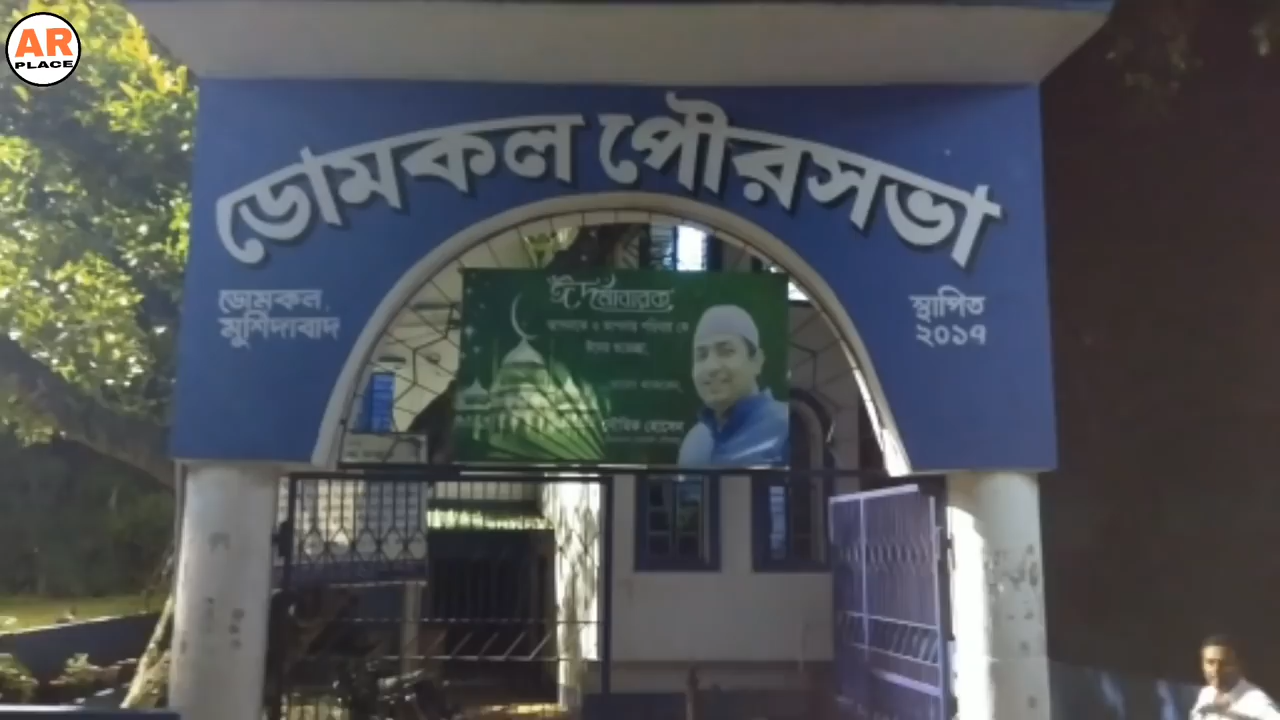 AR
PLACE
ডোমকল পৌরসভা
ডোমকল,
মুর্শিদাবাদ
স্থাপিত
২০১৭
ঈদ মোবারক
হোসেন